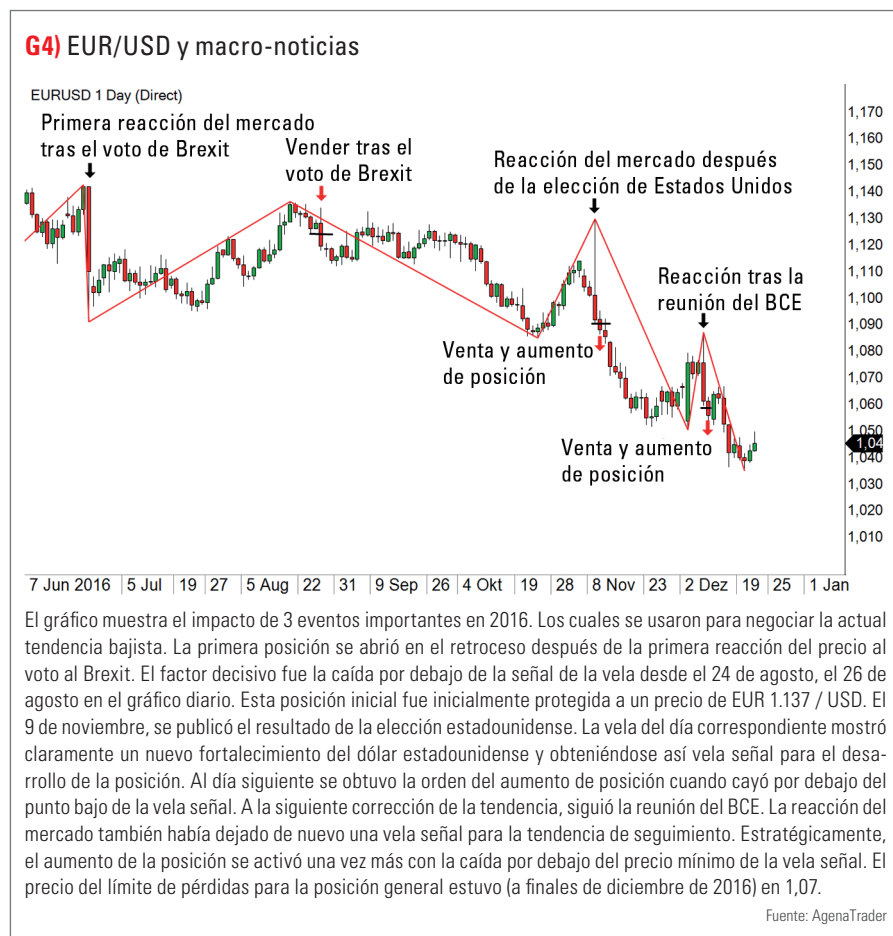 G4) EUR/USD y macro-noticias
EURUSD 1 Day (Direct)
Primera reacción del mercado
tras el voto de Brexit
Vender tras el
voto de Brexit
Reacción del mercado después
de la elección de Estados Unidos
Reacción tras la
reunión del BCE
Venta y aumento
de posición
Venta y aumento
de posición
1,170
1,160
1,150
1,140
1,130
1,120
1,110
1,100
1,090
1,080
1,070
1,060
1,050
1,04
1,040
1,030
1,020
1,010
7 Jun 2016 5 Jul 19 27 5 Aug 22 31 9 Sep 26 4 Okt 19 28 8 Nov 23 2 Dez 19 25 1 Jan
El gráfico muestra el impacto de 3 eventos importantes en 2016. Los cuales se usaron para negociar la actual
tendencia bajista. La primera posición se abrió en el retroceso después de la primera reacción del precio al
voto al Brexit. El factor decisivo fue la caída por debajo de la señal de la vela desde el 24 de agosto, el 26 de
agosto en el gráfico diario. Esta posición inicial fue inicialmente protegida a un precio de EUR 1.137 / USD. El
9 de noviembre, se publicó el resultado de la elección estadounidense. La vela del día correspondiente mostró
claramente un nuevo fortalecimiento del dólar estadounidense y obteniéndose así vela señal para el desa-
rrollo de la posición. Al día siguiente se obtuvo la orden del aumento de posición cuando cayó por debajo del
punto bajo de la vela señal. A la siguiente corrección de la tendencia, siguió la reunión del BCE. La reacción del
mercado también había dejado de nuevo una vela señal para la tendencia de seguimiento. Estratégicamente,
el aumento de la posición se activó una vez más con la caída por debajo del precio mínimo de la vela señal. El
precio del límite de pérdidas para la posición general estuvo (a finales de diciembre de 2016) en 1,07.
Fuente: AgenaTrader